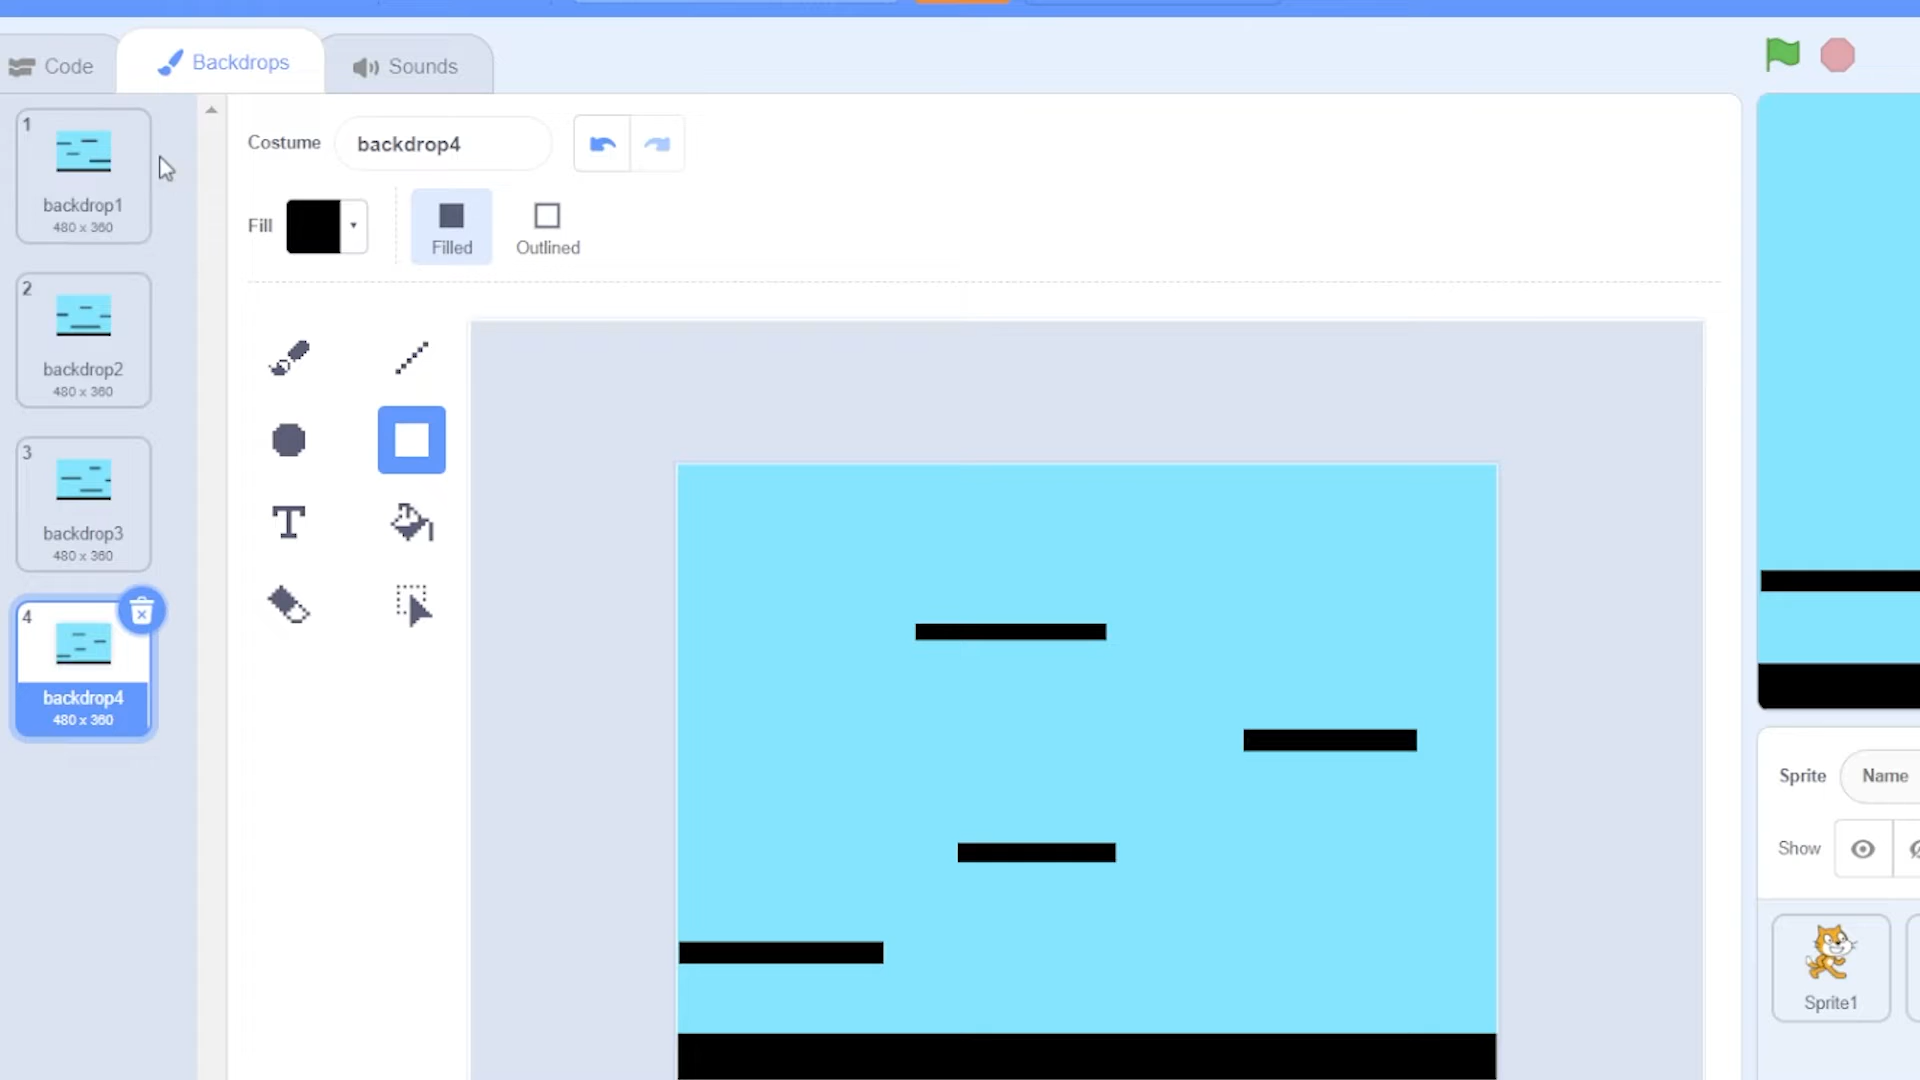 Code
Backdrops
Sounds
1
backdrop1
480 x 360
2
backdrop2
480 x 360
3
backdrop3
480 x 360
4
backdrop4
480 x 360
Costume
backdrop4
Fill
Filled
Outlined
T
Sprite
Name
Show
Sprite1